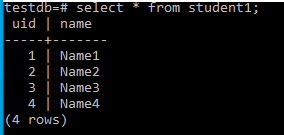 testdb=# select * from student1;
 uid | name
-----+-------
   1 | Name1
   2 | Name2
   3 | Name3
   4 | Name4
(4 rows)